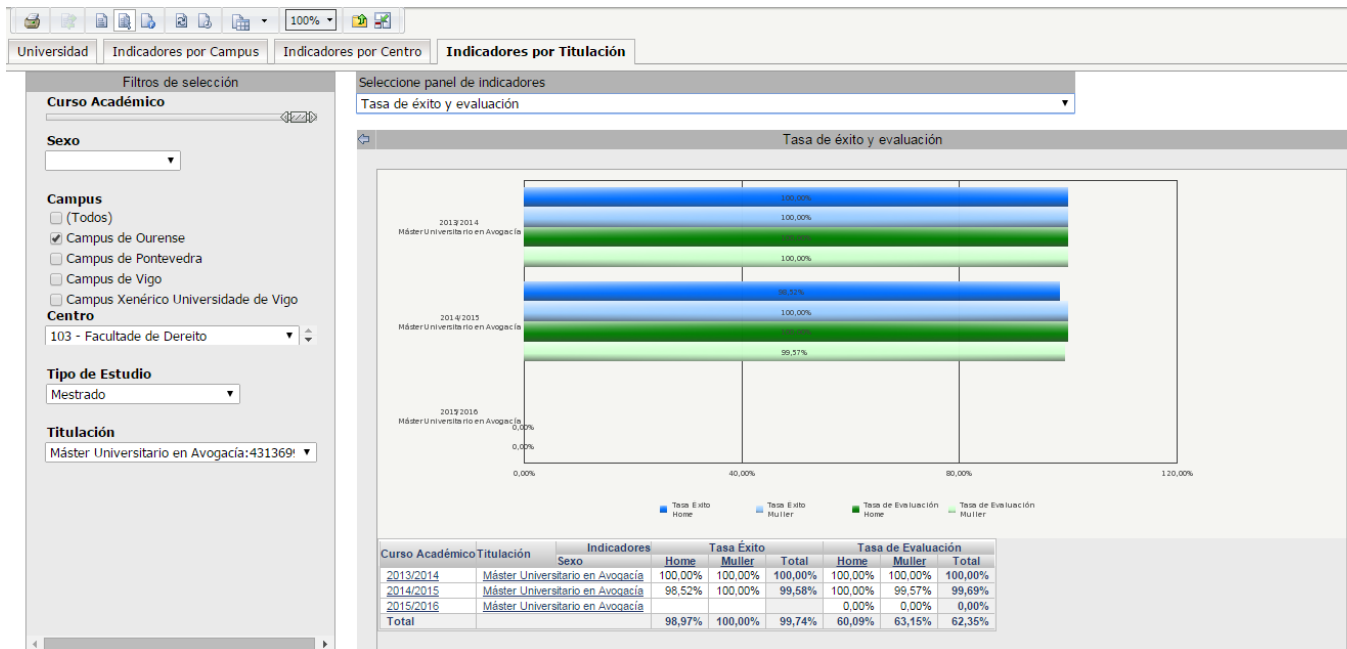 100%
Universidad Indicadores por Campus Indicadores por Centro Indicadores por Titulación
Filtros de selección
Curso Académico
Sexo
Campus
(Todos)
Campus de Ourense
Campus de Pontevedra
Campus de Vigo
Campus Xenérico Universidade de Vigo
Centro
103 - Facultade de Dereito
Tipo de Estudio
Mestrado
Titulación
Máster Universitario en Avogacía:431369
Seleccione panel de indicadores
Tasa de éxito y evaluación
Tasa de éxito y evaluación
2013/2014
Máster Universitario en Avogacía
100,00%
100,00%
100,00%
100,00%
2014/2015
Máster Universitario en Avogacía
98,52%
100,00%
100,00%
99,57%
2015/2016
Máster Universitario en Avogacía
0,00%
0,00%
0,00% 40,00% 80,00% 120,00%
Tasa Exito Home
Tasa Exito Muller
Tasa de Evaluación Home
Tasa de Evaluación Muller
Curso Académico Titulación Indicadores Tasa Éxito Tasa de Evaluación
Sexo Home Muller Total Home Muller Total
2013/2014 Máster Universitario en Avogacía 100,00% 100,00% 100,00% 100,00% 100,00% 100,00%
2014/2015 Máster Universitario en Avogacía 98,52% 100,00% 99,58% 100,00% 99,57% 99,69%
2015/2016 Máster Universitario en Avogacía 0,00% 0,00% 0,00%
Total 98,97% 100,00% 99,74% 60,09% 63,15% 62,35%